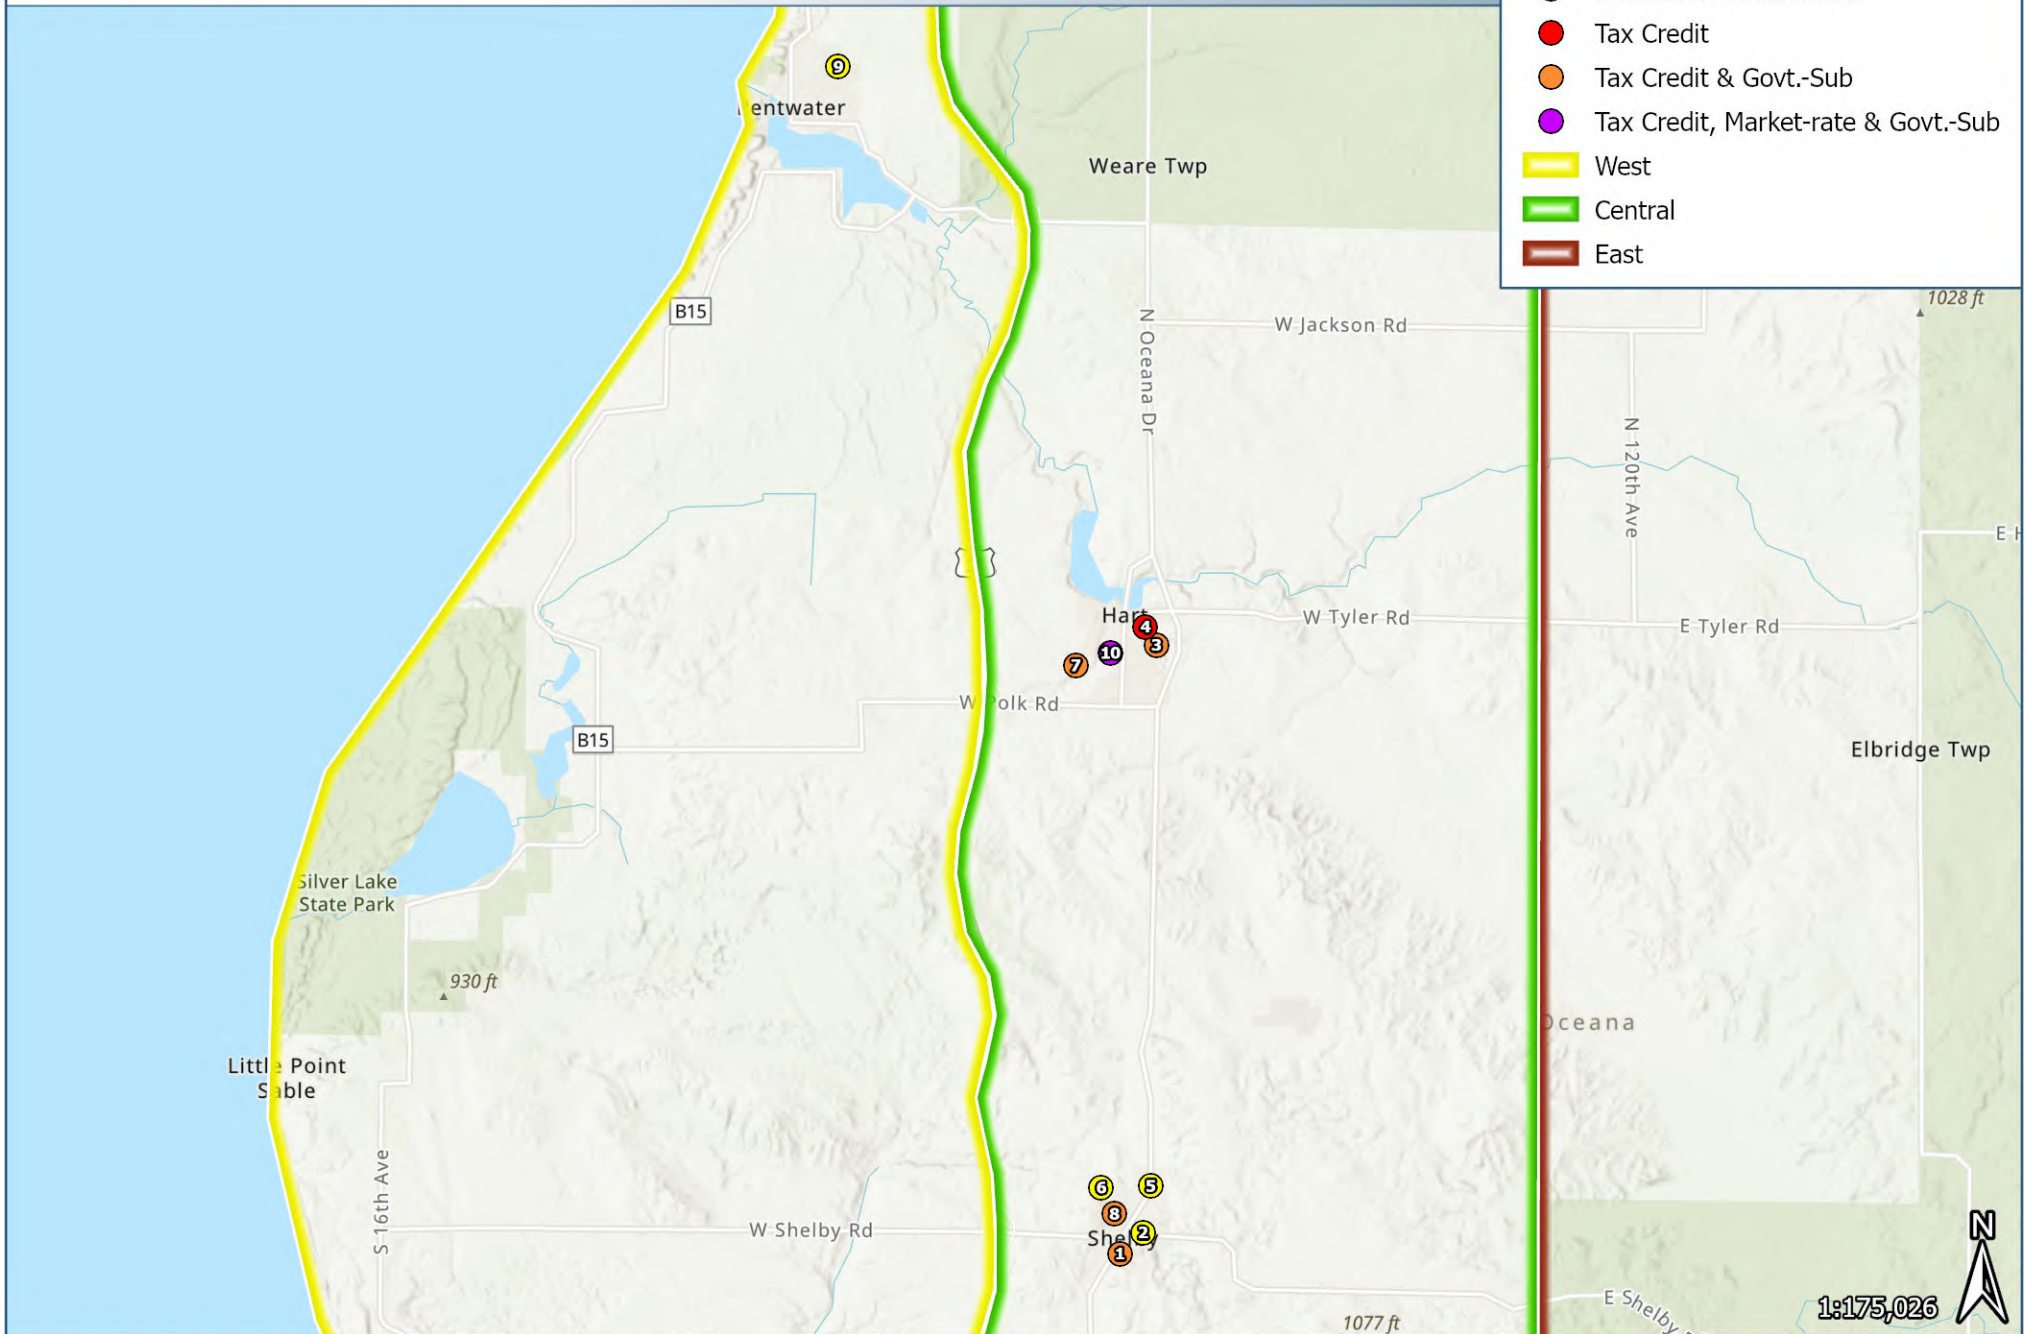 Tax Credit
Tax Credit & Govt.-Sub
Tax Credit, Market-rate & Govt.-Sub
West
Central
East
9
Pentwater
Weare Twp
1028 ft
B15
N Oceana Dr
W Jackson Rd
N 120th Ave
E H
Hart
4
3
10
7
W Tyler Rd
E Tyler Rd
W Polk Rd
B15
Elbridge Twp
Silver Lake
State Park
930 ft
Oceana
Little Point
Sable
S 16th Ave
6
5
8
2
W Shelby Rd
Shelby
1
N
E Shelby
1:175,026
1077 ft